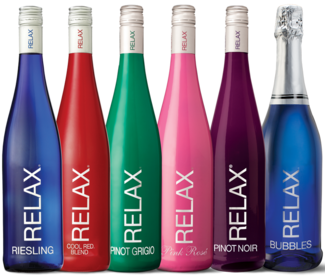 RELAX
RELAX
RELAX
RELAX
RELAX
RELAX.
RIESLING
RELAX.
COOL RED
BLEND
RELAX.
PINOT GRIGIO
RELAX.
Pink Rosé
RELAX®
PINOT NOIR
RELAX
BUBBLES